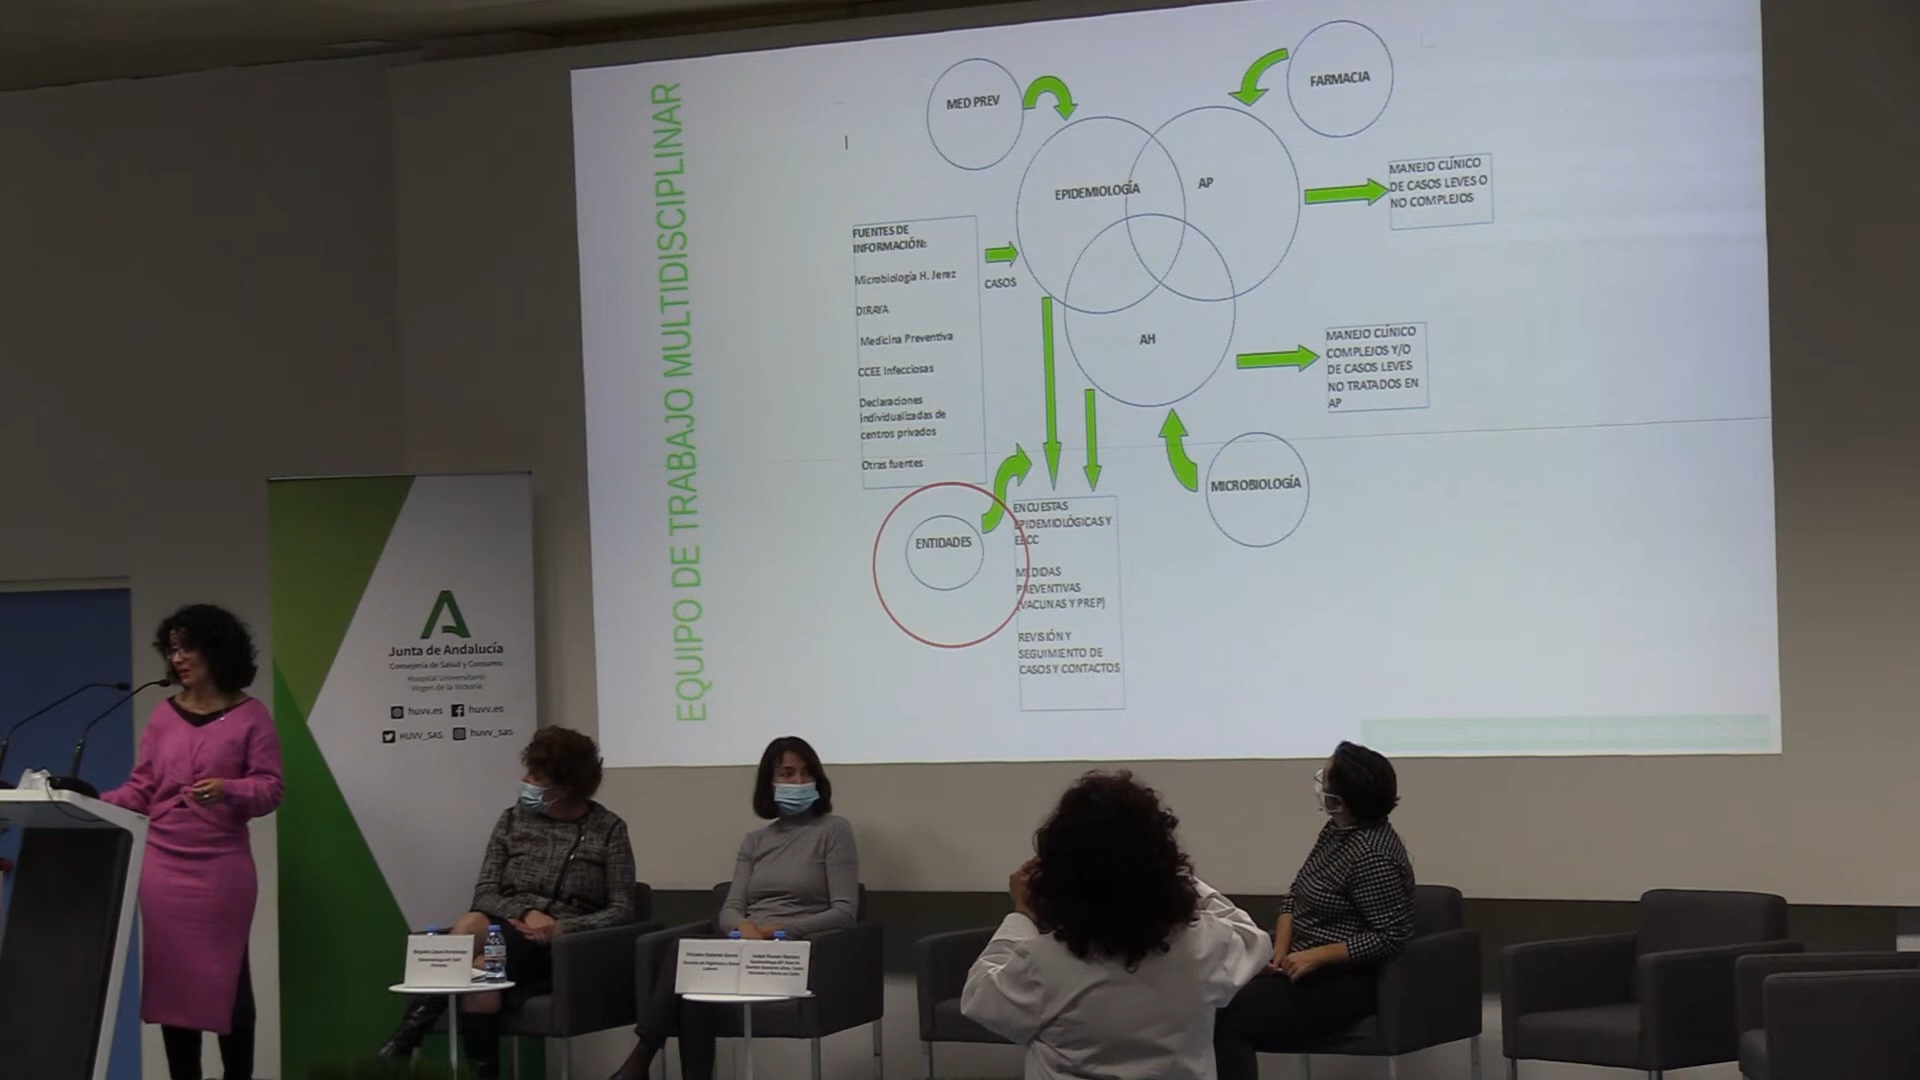 EQUIPO DE TRABAJO MULTIDISCIPLINAR
MED PREV
FARMACIA
EPIDEMIOLOGÍA
AP
AH
MANEJO CLÍNICO
DE CASOS LEVES O
NO COMPLEJOS
FUENTES DE
INFORMACIÓN:
Microbiología H. Jerez
DIRAYA
Medicina Preventiva
CCEE Infecciosas
Declaraciones
individualizadas de
centros privados
Otras fuentes
CASOS
MANEJO CLÍNICO
COMPLEJOS Y/O
DE CASOS LEVES
NO TRATADOS EN
AP
MICROBIOLOGÍA
ENTIDADES
ENCUESTAS
EPIDEMIOLÓGICAS Y
EECC
MEDIDAS
PREVENTIVAS
(VACUNAS Y PREP)
REVISIÓN Y
SEGUIMIENTO DE
CASOS Y CONTACTOS
Junta de Andalucía
Consejería de Salud y Consumo
Hospital Universitario
Virgen de la Victoria
huvv.es
huvv.es
HUVV_SAS
huvv_sas